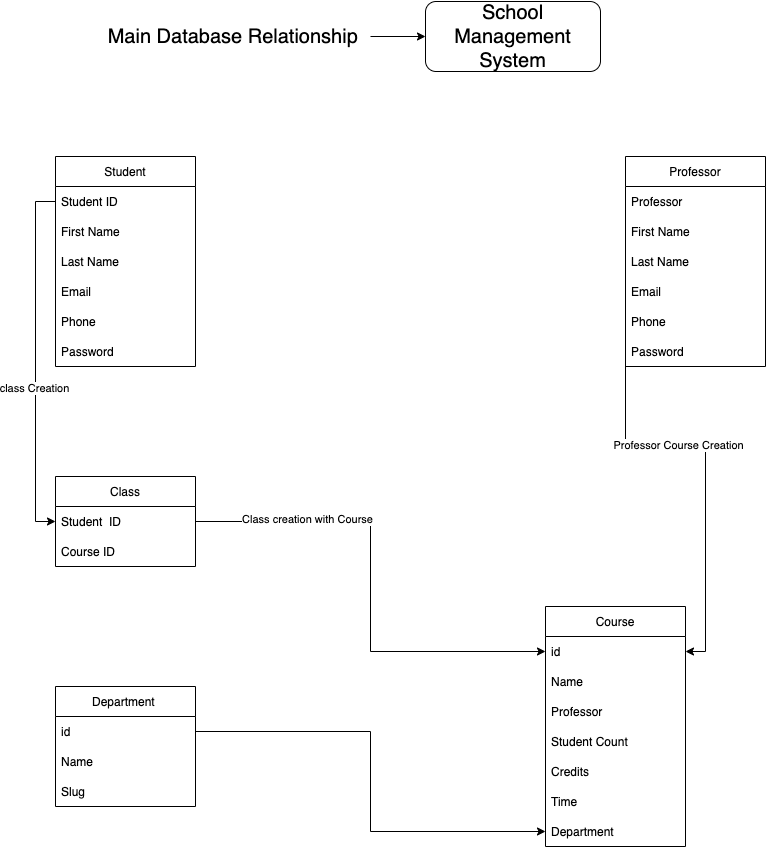 Main Database Relationship
School
Management
System
Student
Student ID
First Name
Last Name
Email
Phone
Password
Professor
Professor
First Name
Last Name
Email
Phone
Password
class Creation
Professor Course Creation
Class
Student  ID
Course ID
Class creation with Course
Course
id
Name
Professor
Student Count
Credits
Time
Department
Department
id
Name
Slug